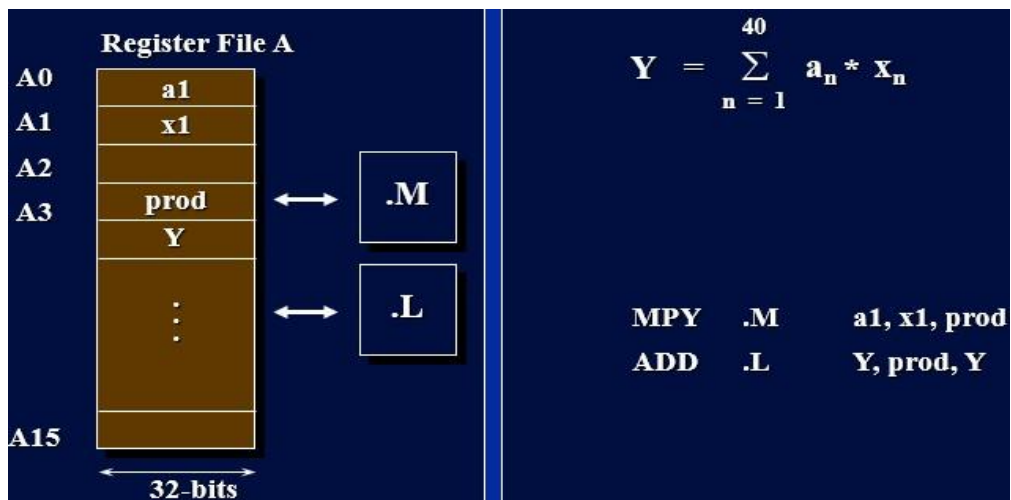 Register File A
A0
a1
A1
x1
A2
A3
prod
Y
⋮
A15
32-bits
.M
.L
40
Y = Σ aₙ * xₙ
n = 1
MPY .M a1, x1, prod
ADD .L Y, prod, Y